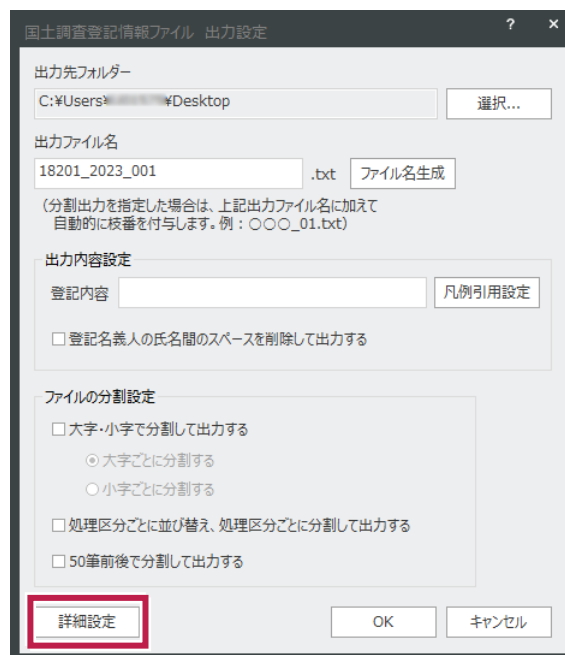 国土調査登記情報ファイル 出力設定
? ×
出力先フォルダー
C:¥Users¥ ¥Desktop
選択...
出力ファイル名
18201_2023_001
.txt
ファイル名生成
(分割出力を指定した場合は、上記出力ファイル名に加えて
自動的に枝番を付与します。例：○○○_01.txt)
出力内容設定
登記内容
凡例引用設定
登記名義人の氏名間のスペースを削除して出力する
ファイルの分割設定
大字・小字で分割して出力する
大字ごとに分割する
小字ごとに分割する
処理区分ごとに並び替え、処理区分ごとに分割して出力する
50筆前後で分割して出力する
詳細設定
OK
キャンセル